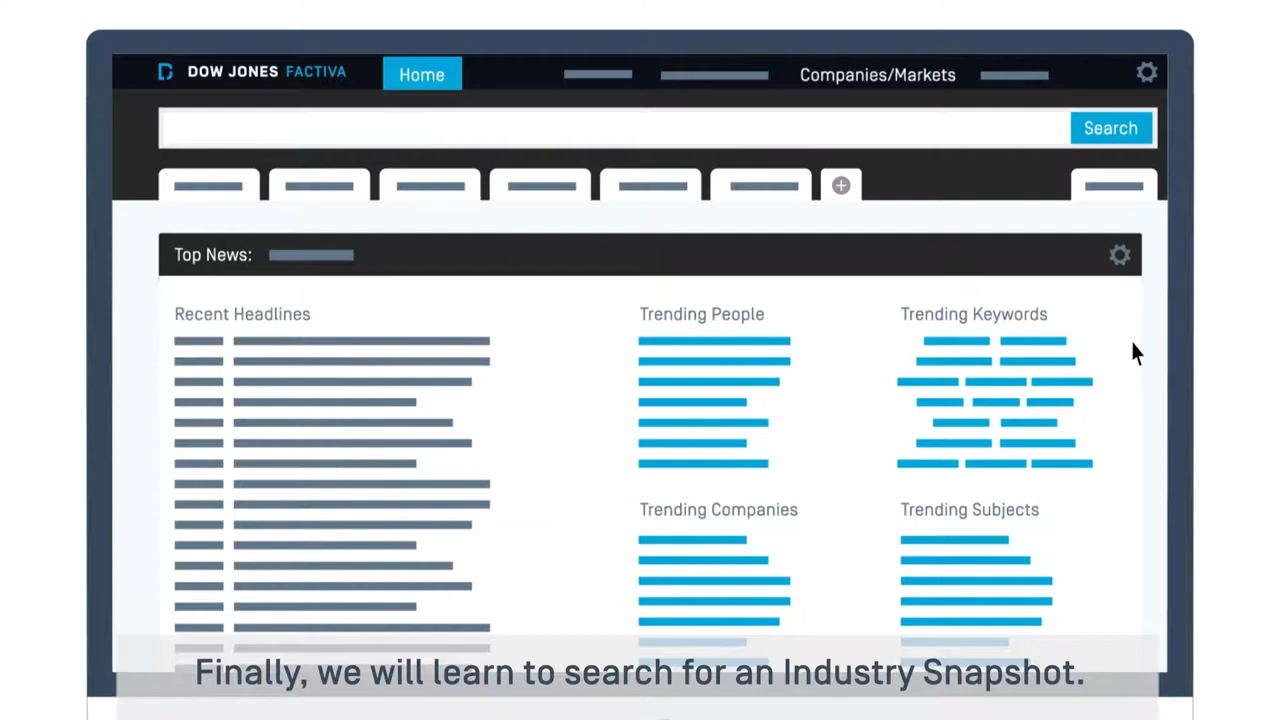 DOW JONES FACTIVA Home Companies/Markets
Search
Top News:
Recent Headlines Trending People Trending Keywords
Trending Companies Trending Subjects
Finally, we will learn to search for an Industry Snapshot.